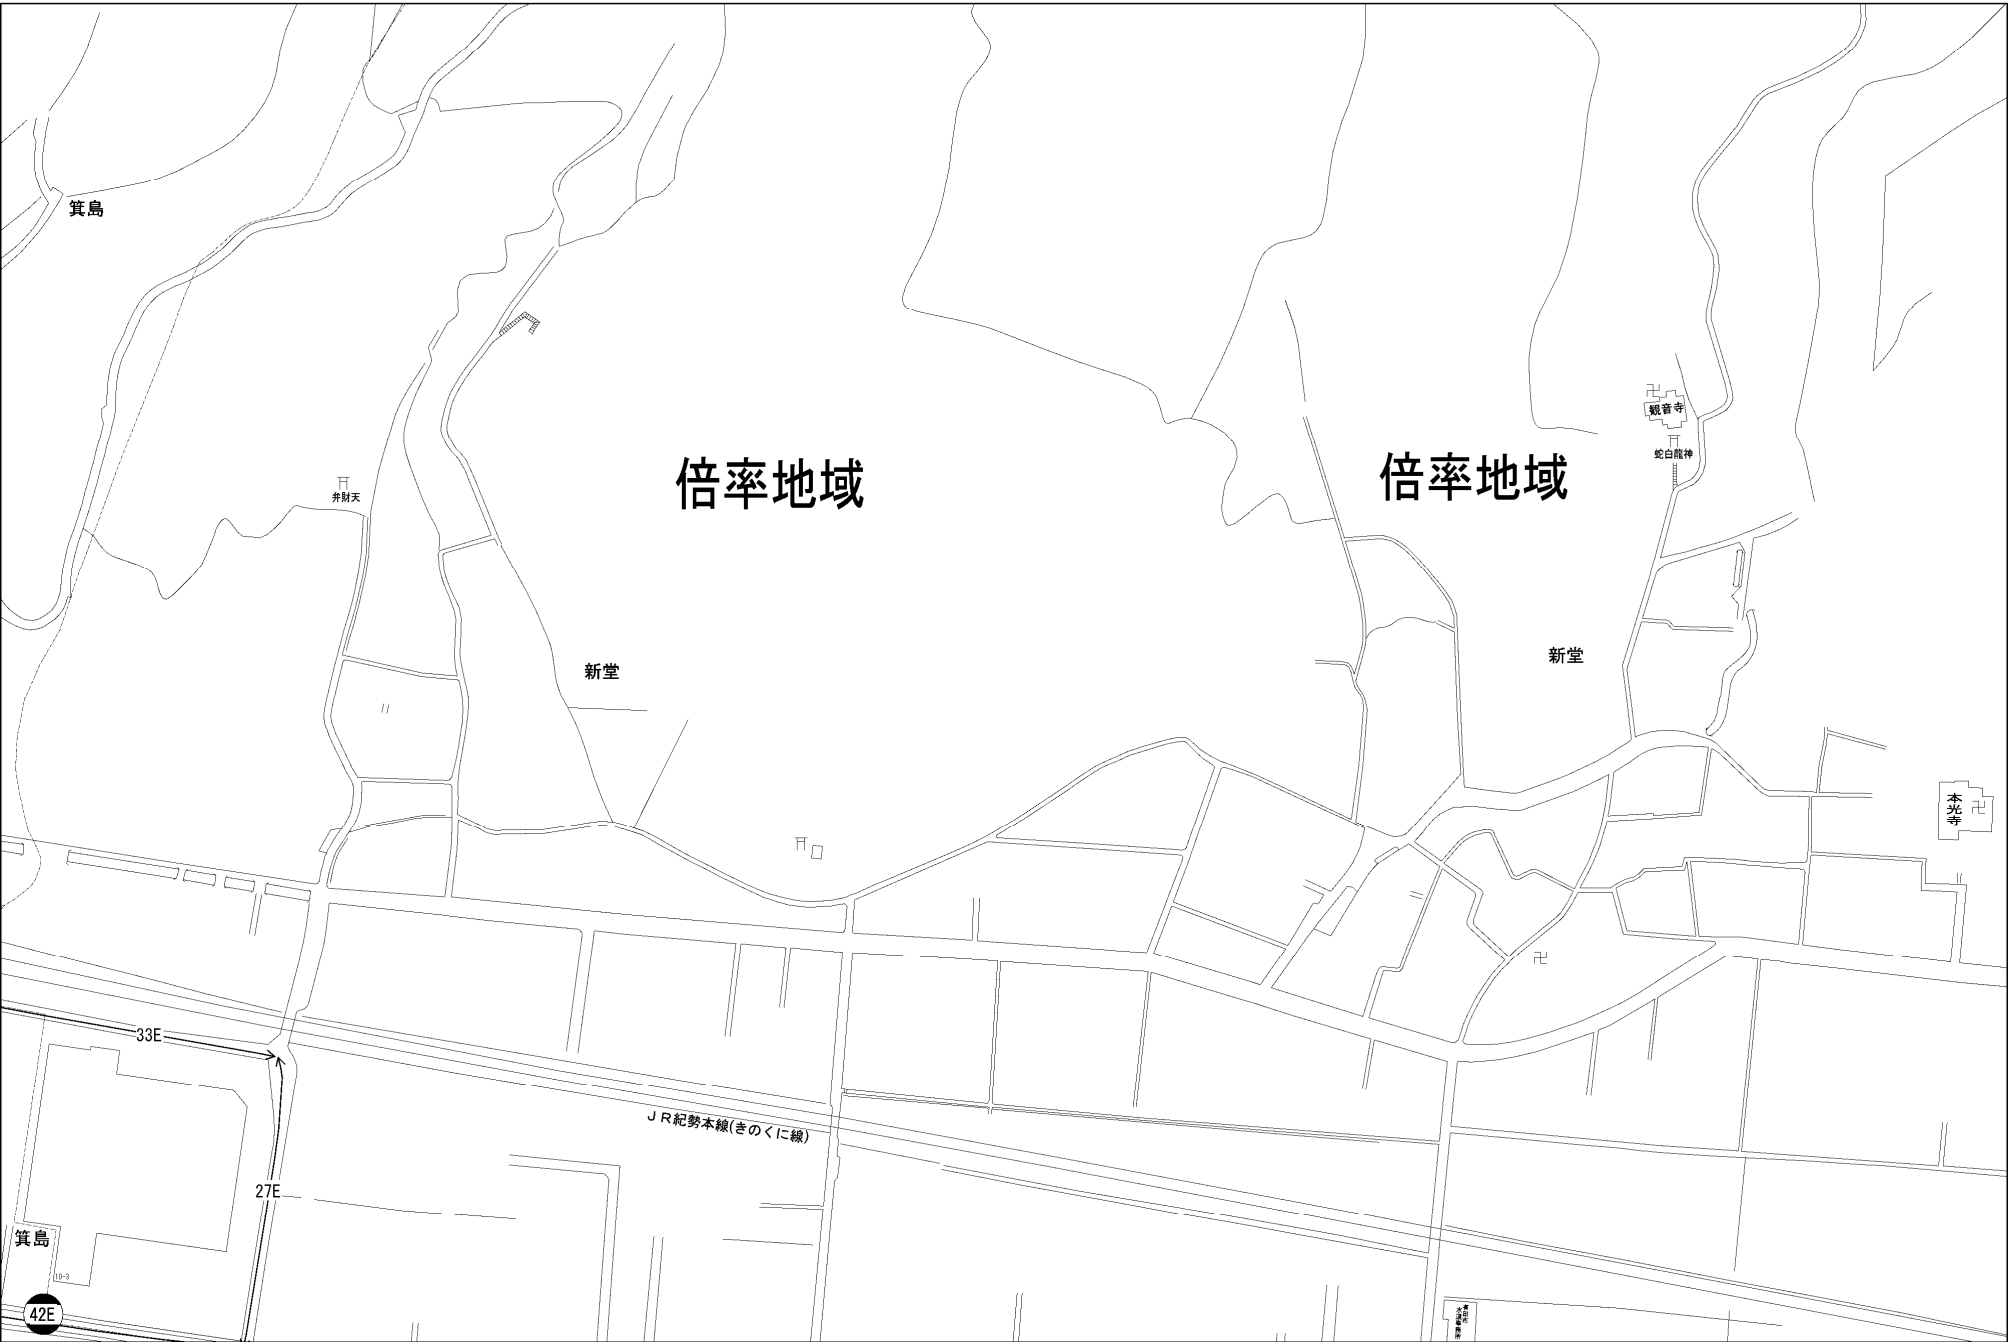 箕島
観音寺
蛇白龍神
倍率地域
倍率地域
弁財天
新堂
新堂
本光寺
33E
JR紀勢本線(きのくに線)
27E
箕島
10-3
42E